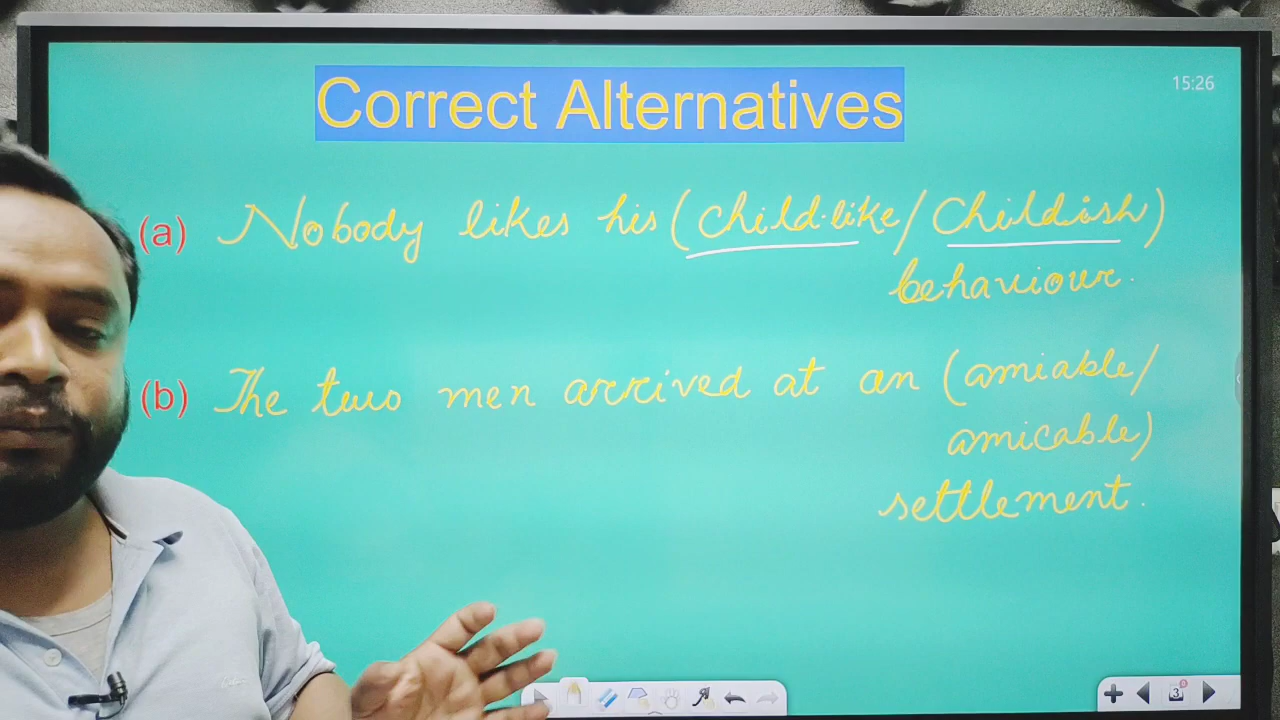 Correct Alternatives
15:26
(a) Nobody likes his (child-like/Childish)
behaviour.
(b) The two men arrived at an (amiable/
amicable)
settlement.
3